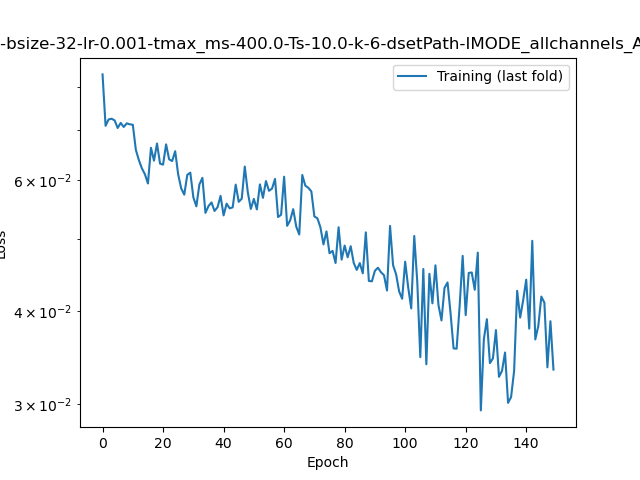 -bsize-32-lr-0.001-tmax_ms-400.0-Ts-10.0-k-6-dsetPath-IMODE_allchannels_A
Training (last fold)
6 × 10⁻²
4 × 10⁻²
3 × 10⁻²
Loss
0 20 40 60 80 100 120 140
Epoch